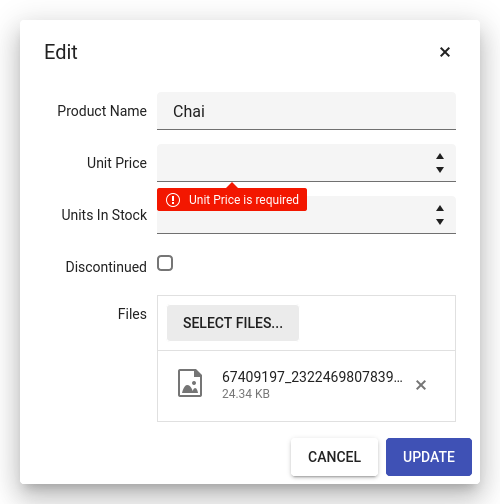 Edit
Product Name
Chai
Unit Price
Unit Price is required
Units In Stock
Discontinued
Files
SELECT FILES...
67409197_2322469807839...
24.34 KB
CANCEL
UPDATE